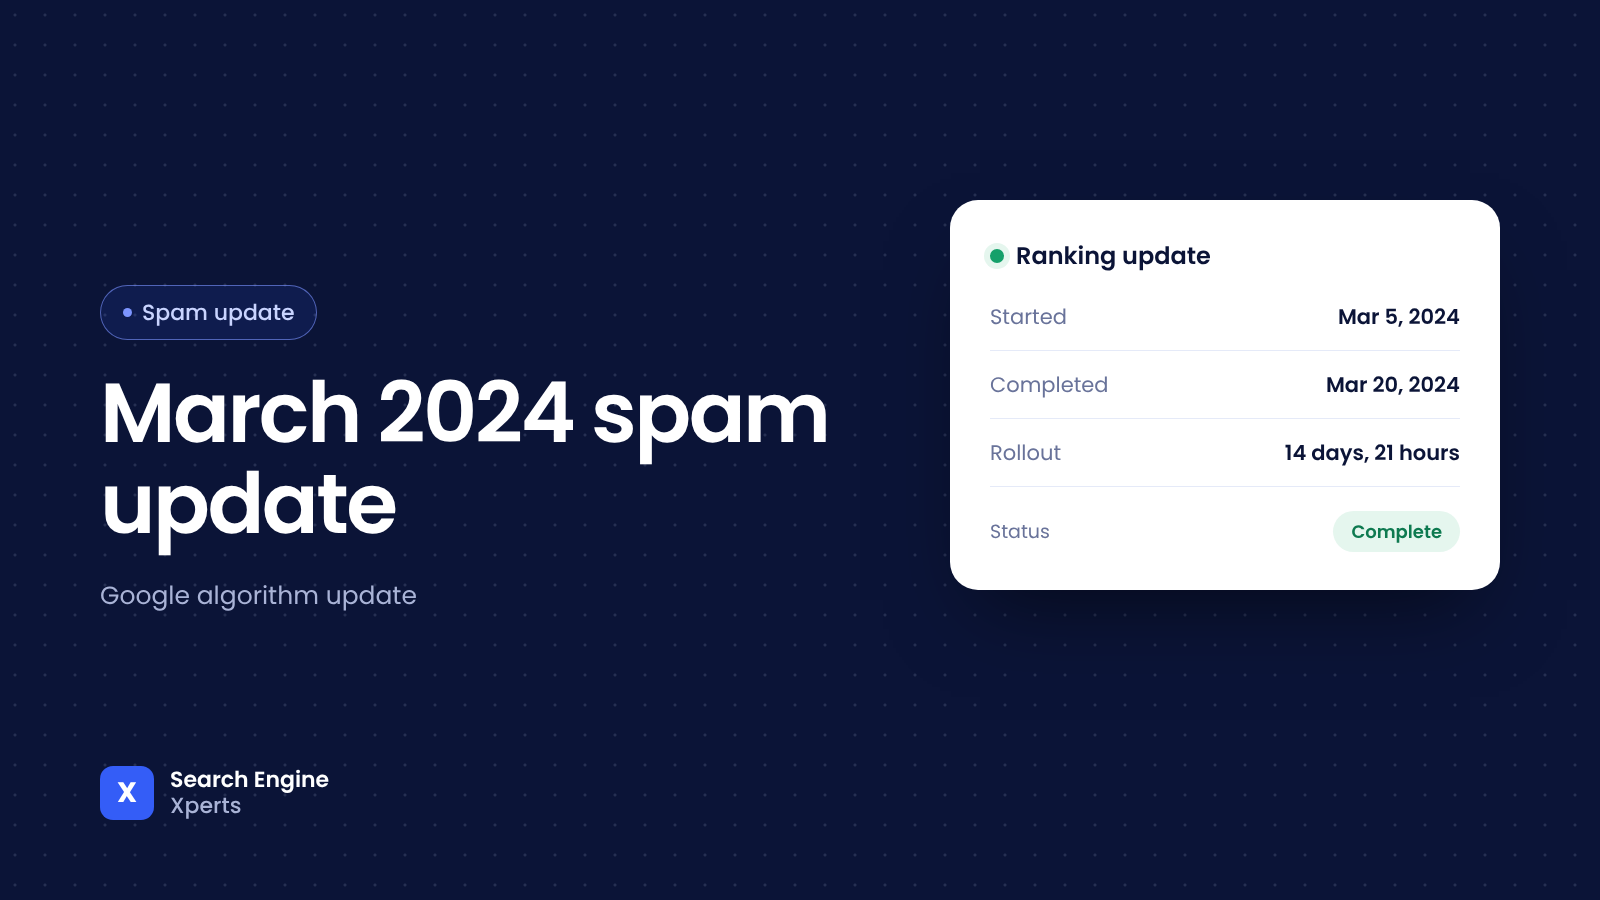 Spam update
March 2024 spam
update
Google algorithm update
Ranking update
Started Mar 5, 2024
Completed Mar 20, 2024
Rollout 14 days, 21 hours
Status Complete
X
Search Engine
Xperts